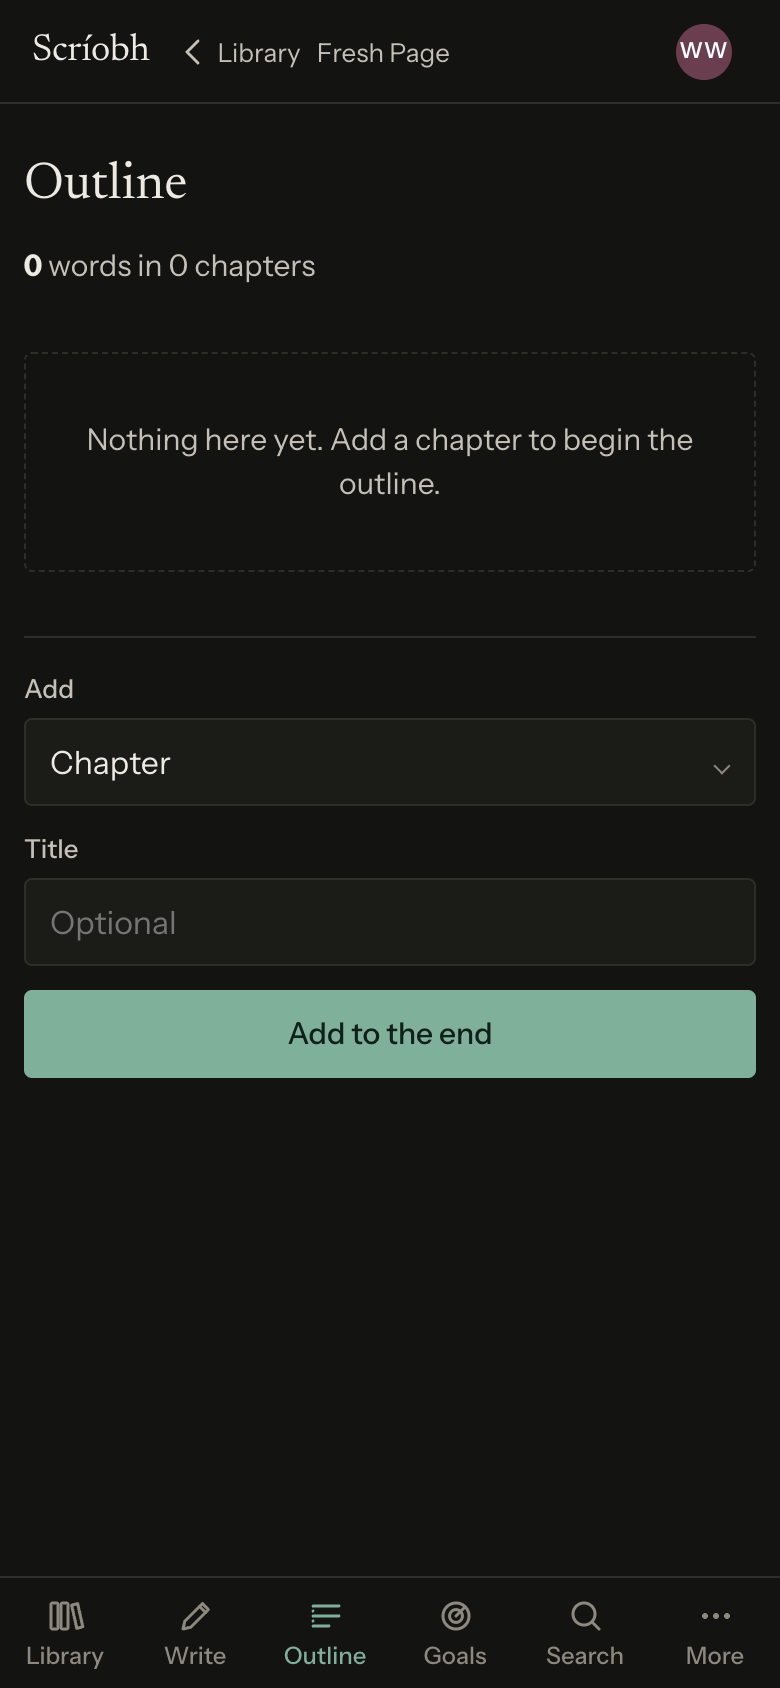 Scríobh
Library Fresh Page
WW
Outline
0 words in 0 chapters
Nothing here yet. Add a chapter to begin the
outline.
Add
Chapter
Title
Optional
Add to the end
Library
Write
Outline
Goals
Search
More